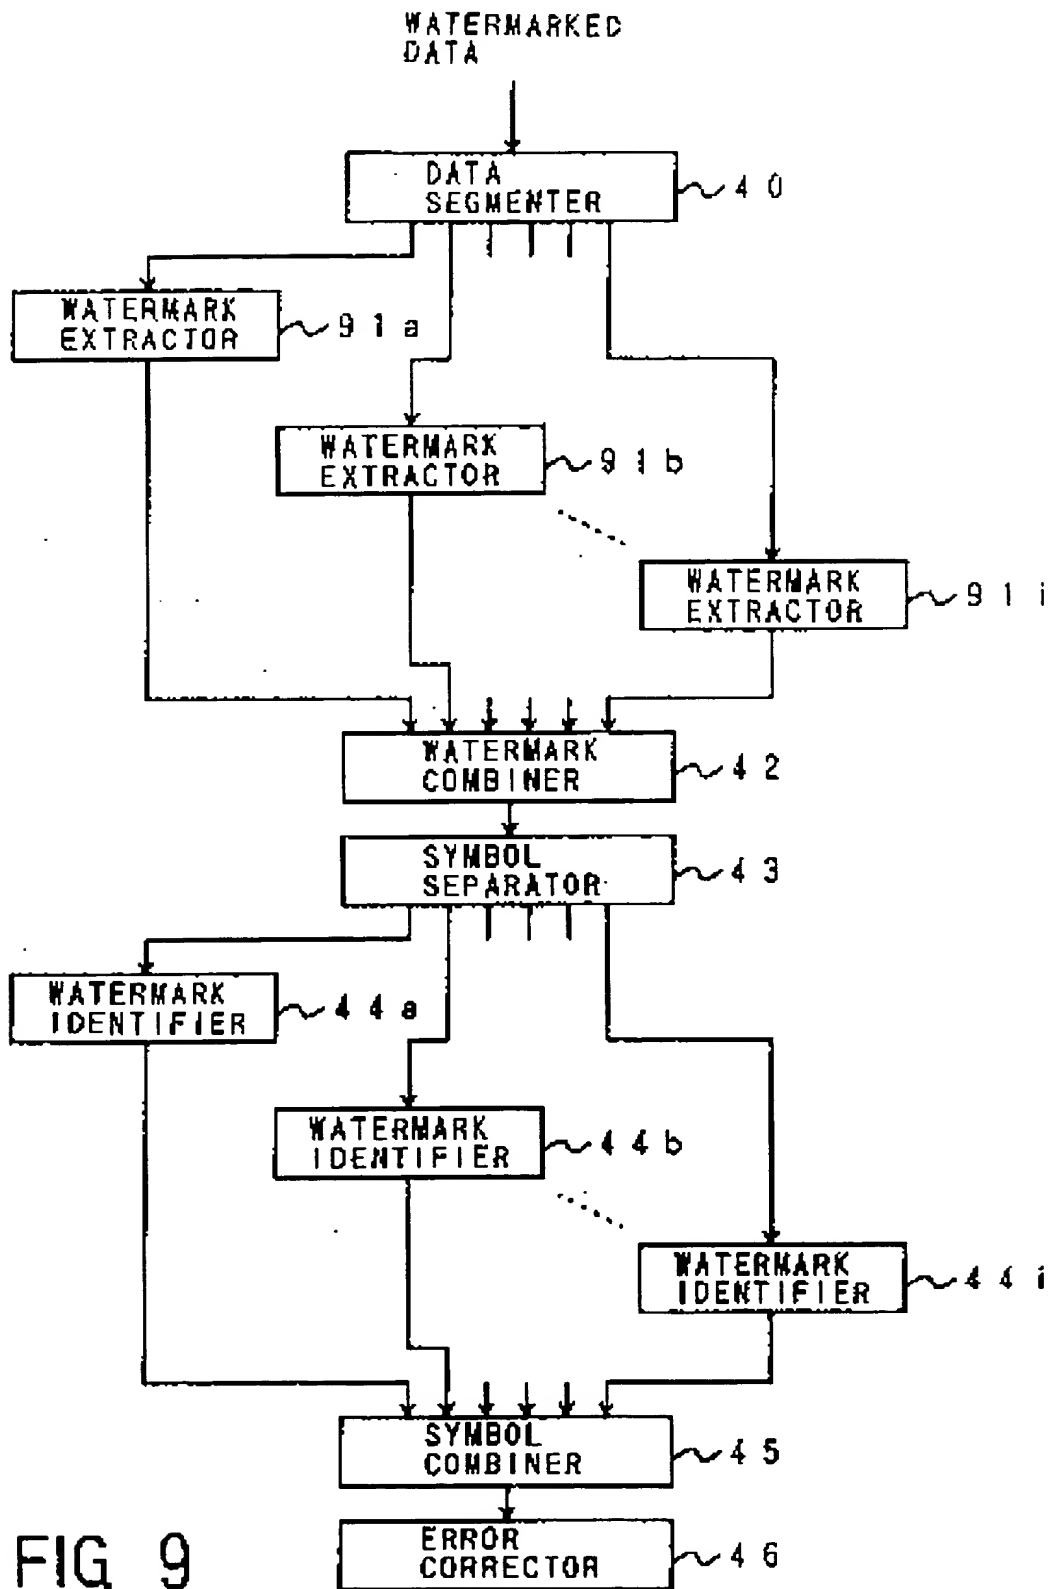 WATERMARKED
DATA
DATA
SEGMENTER
40
WATERMARK
EXTRACTOR
91a
WATERMARK
EXTRACTOR
91b
WATERMARK
EXTRACTOR
91i
WATERMARK
COMBINER
42
SYMBOL
SEPARATOR
43
WATERMARK
IDENTIFIER
44a
WATERMARK
IDENTIFIER
44b
WATERMARK
IDENTIFIER
44i
SYMBOL
COMBINER
45
ERROR
CORRECTOR
46
FIG 9